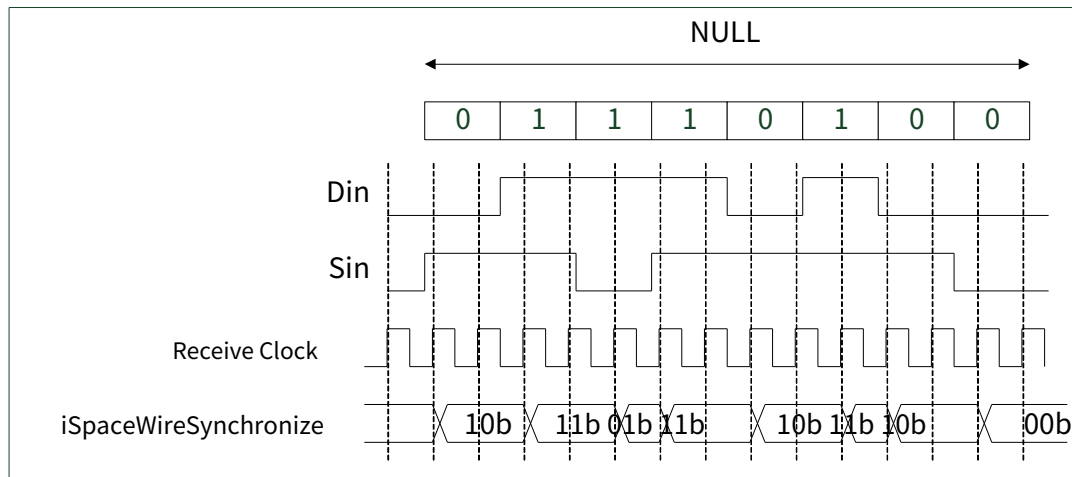 NULL
0 1 1 1 0 1 0 0
Din
Sin
Receive Clock
iSpaceWireSynchronize 10b 11b 01b 11b 10b 11b 10b 00b